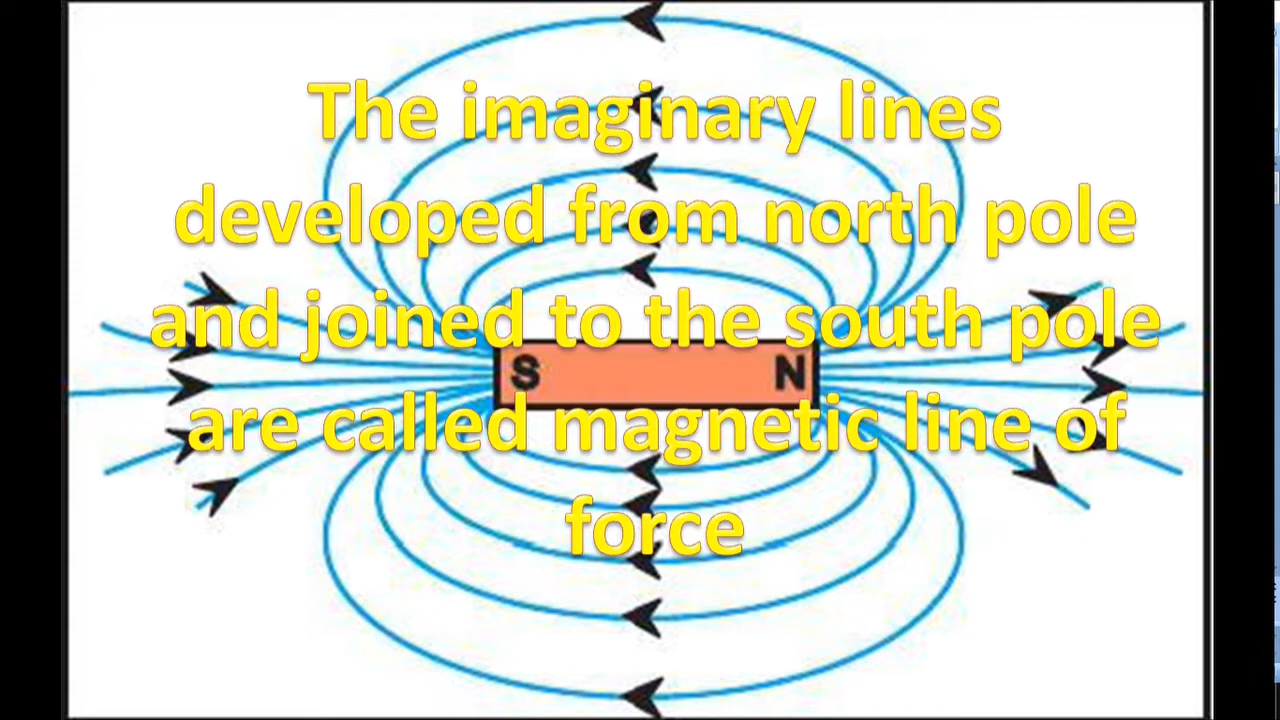 The imaginary lines
developed from north pole
and joined to the south pole
S N
are called magnetic line of
force